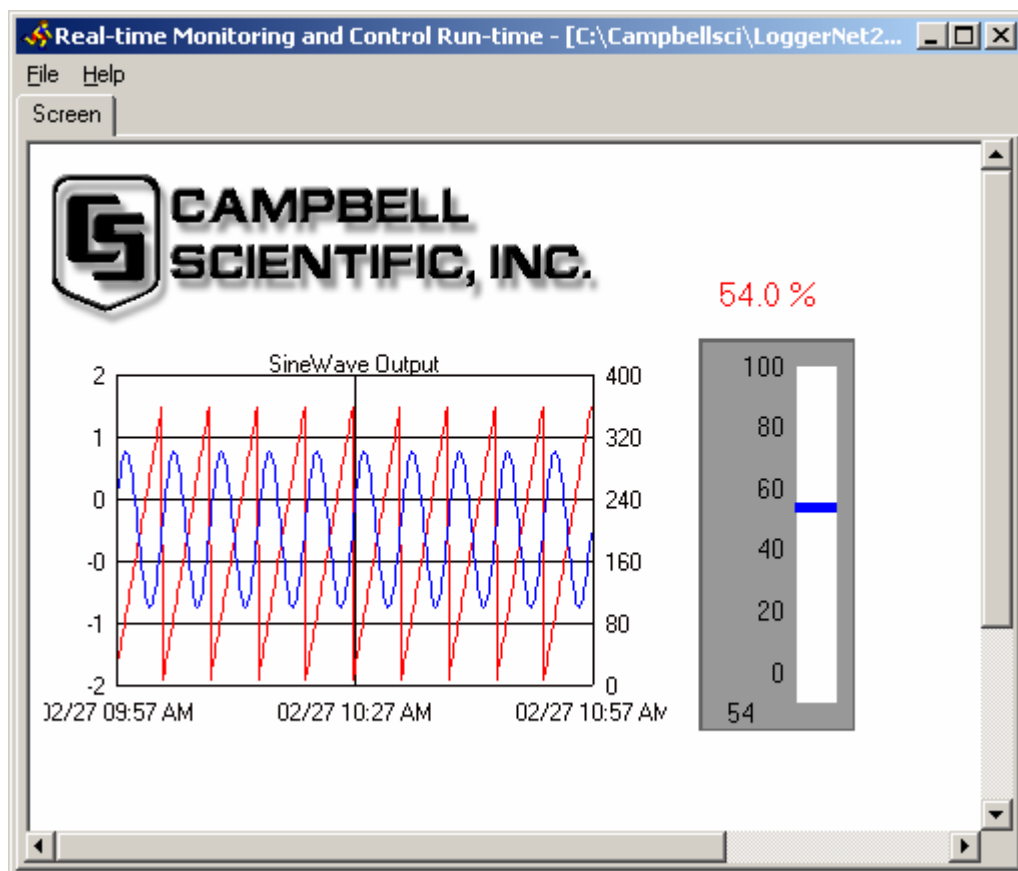 Real-time Monitoring and Control Run-time - [C:\Campbellsci\LoggerNet2...
File Help
Screen
CAMPBELL
SCIENTIFIC, INC.
54.0 %
SineWave Output
2
1
0
-0
-1
-2
400
320
240
160
80
0
02/27 09:57 AM
02/27 10:27 AM
02/27 10:57 AM
100
80
60
40
20
0
54